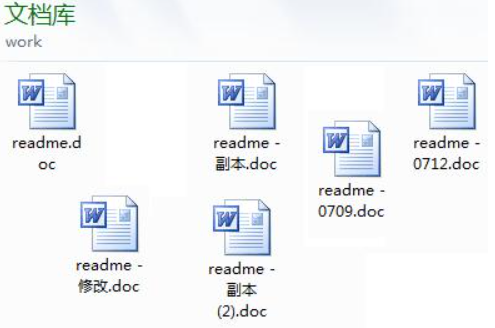 文档库
work
readme.d
oc
readme -
副本.doc
readme -
0709.doc
readme -
0712.doc
readme -
修改.doc
readme -
副本
(2).doc